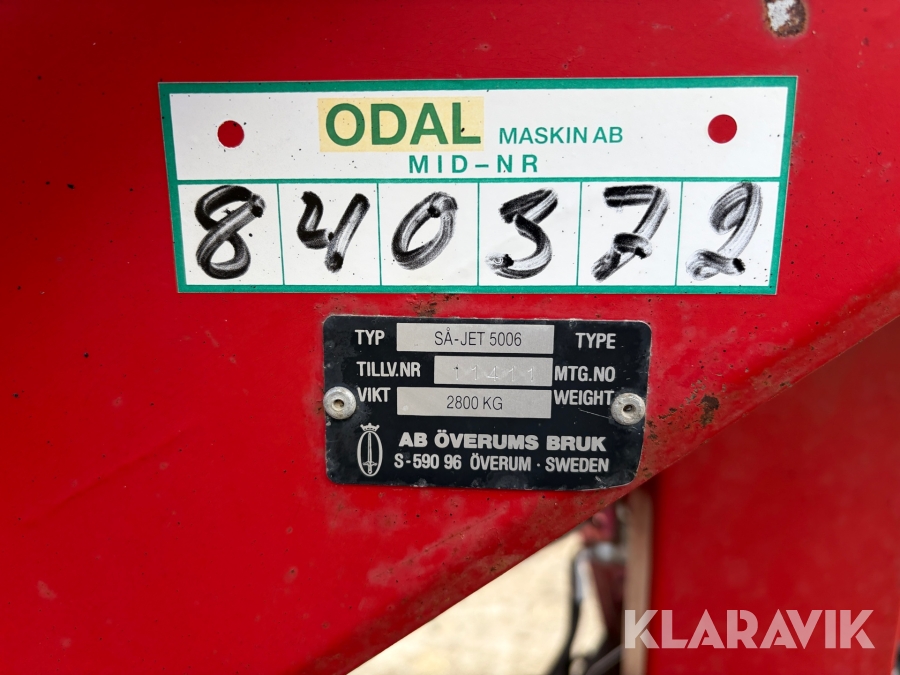 ODAL MASKIN AB
MID-NR
840372
TYP SÅ-JET 5006 TYPE
TILLV.NR 11411 MTG.NO
VIKT 2800 KG WEIGHT
AB ÖVERUMS BRUK
S-590 96 ÖVERUM · SWEDEN
KLARAVIK